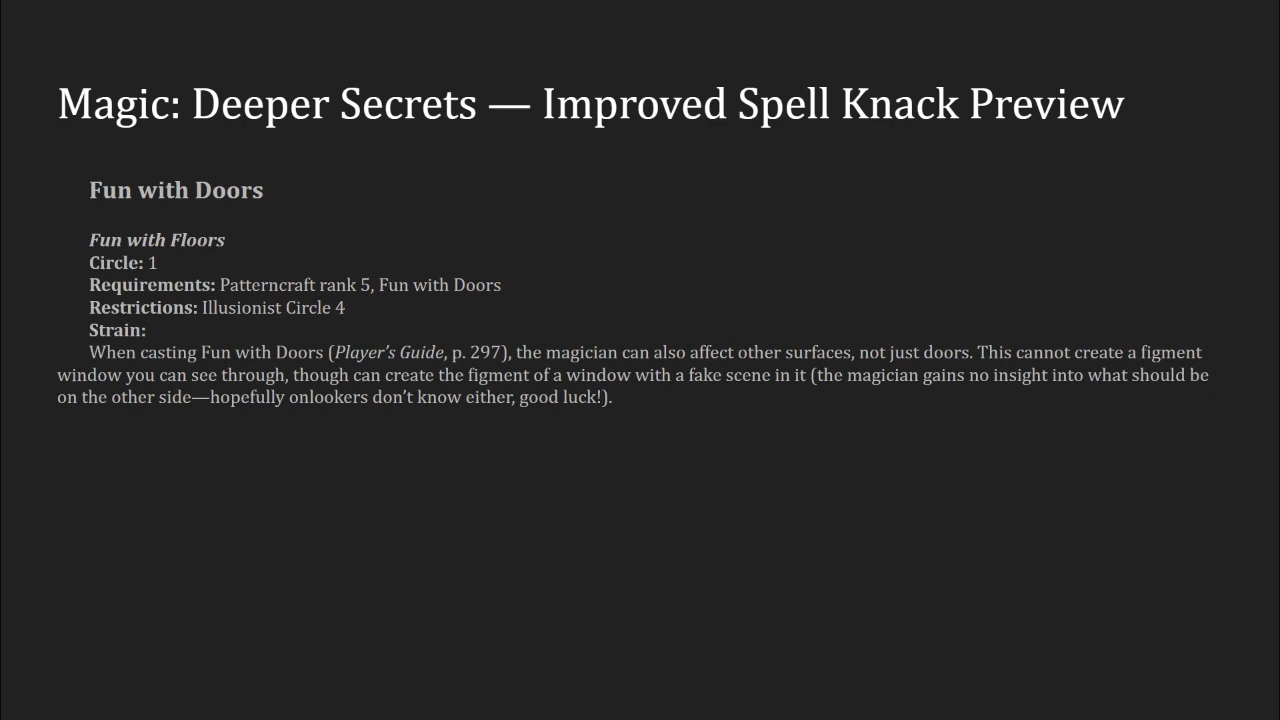 Magic: Deeper Secrets — Improved Spell Knack Preview
Fun with Doors
Fun with Floors
Circle: 1
Requirements: Patterncraft rank 5, Fun with Doors
Restrictions: Illusionist Circle 4
Strain:
When casting Fun with Doors (Player’s Guide, p. 297), the magician can also affect other surfaces, not just doors. This cannot create a figment
window you can see through, though can create the figment of a window with a fake scene in it (the magician gains no insight into what should be
on the other side—hopefully onlookers don’t know either, good luck!).